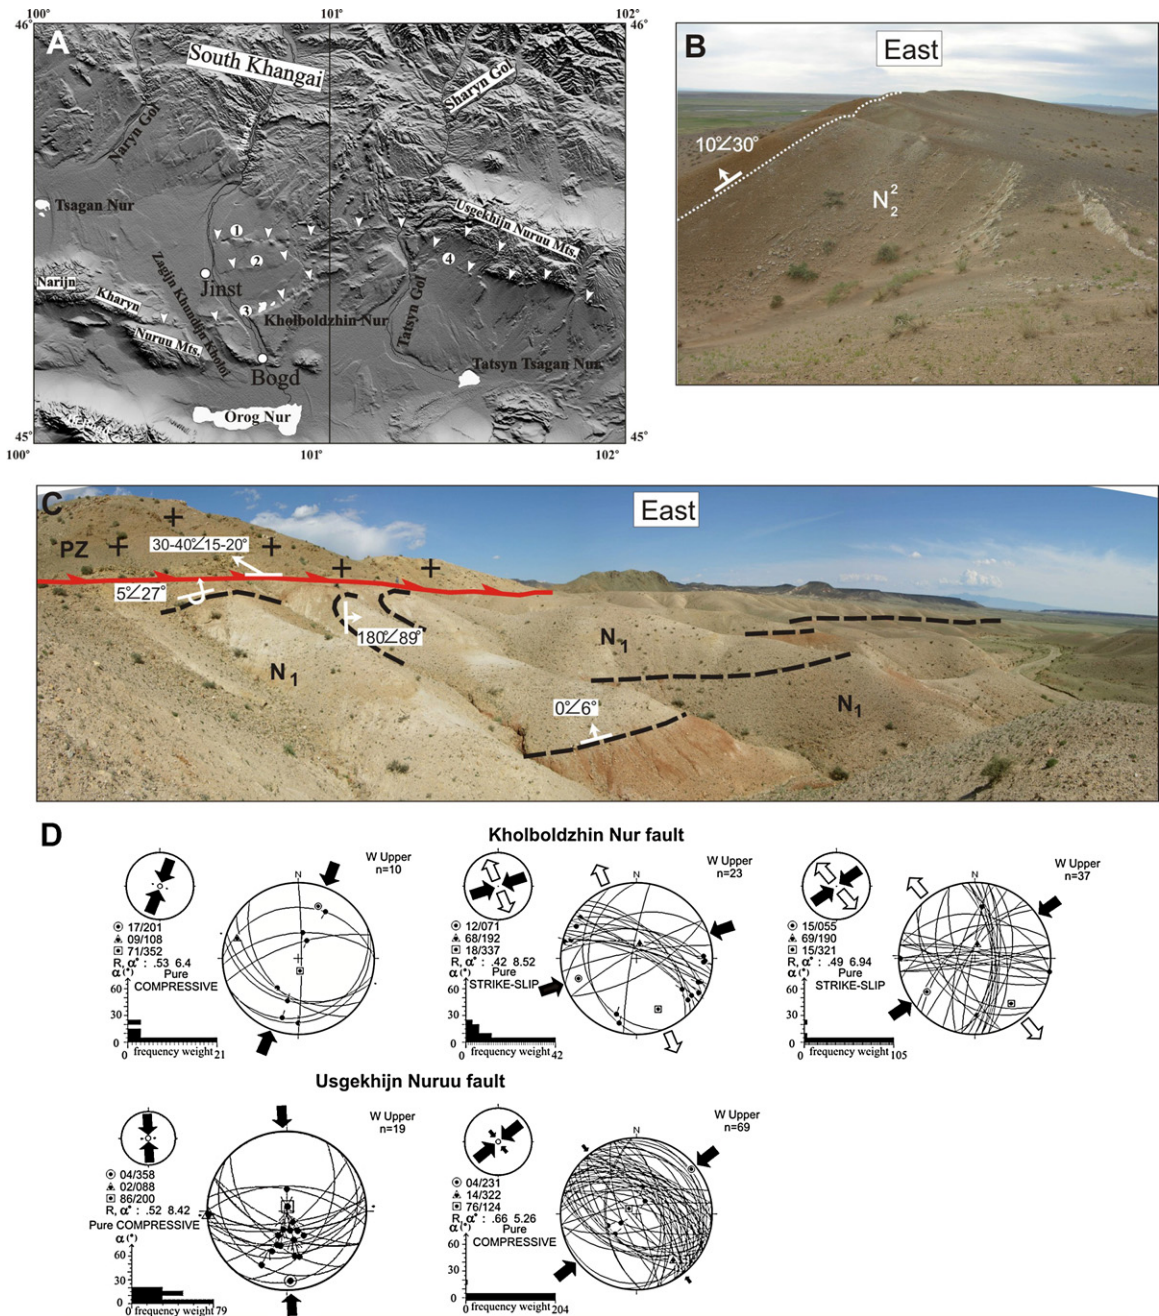 100°
101°
102°
46°
46°
A
South Khangai
Sharyn Gol
Naryn Gol
Tsagan Nur
Usgekhijn Nuruu Mts.
1
2
4
Jinst
Narijn
Kharyn
Nuruu Mts.
Zagijn Khundijn Kholoi
3
Kholboldzhin Nur
Tatsyn Gol
Bogd
Tatsyn Tsagan Nur
Orog Nur
45°
45°
100°
101°
102°
B
East
10°∠30°
N₂²
C
East
PZ
30-40°∠15-20°
5°∠27°
180°∠89°
N₁
N₁
N₁
0°∠6°
D
Kholboldzhin Nur fault
W Upper
n=10
N
17/201
09/108
71/352
R, α° : .53 6.4
Pure
COMPRESSIVE
α (°)
60
30
0
0 frequency weight 21
W Upper
n=23
N
12/071
68/192
18/337
R, α° : .42 8.52
Pure
STRIKE-SLIP
α (°)
60
30
0
0 frequency weight 42
W Upper
n=37
N
15/055
69/190
15/321
R, α° : .49 6.94
Pure
STRIKE-SLIP
α (°)
60
30
0
0 frequency weight 105
Usgekhijn Nuruu fault
W Upper
n=19
04/358
02/088
86/200
R, α° : .52 8.42
Pure COMPRESSIVE
α (°)
60
30
0
0 frequency weight 79
W Upper
n=69
N
04/231
14/322
76/124
R, α° : .66 5.26
Pure
COMPRESSIVE
α (°)
60
30
0
0 frequency weight 204